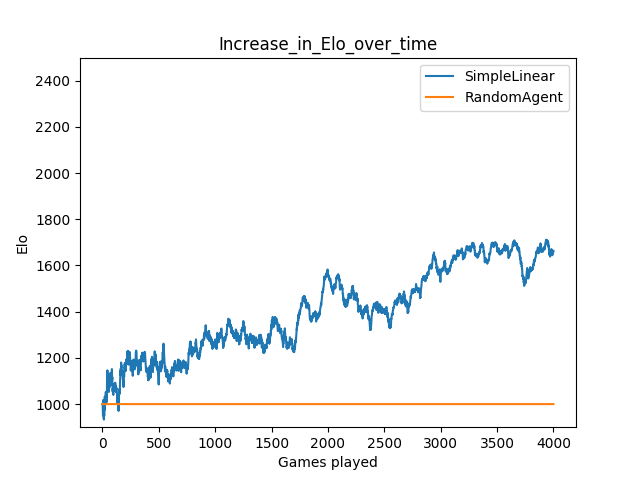 Increase_in_Elo_over_time
SimpleLinear
RandomAgent
2400
2200
2000
1800
1600
1400
1200
1000
Elo
0 500 1000 1500 2000 2500 3000 3500 4000
Games played